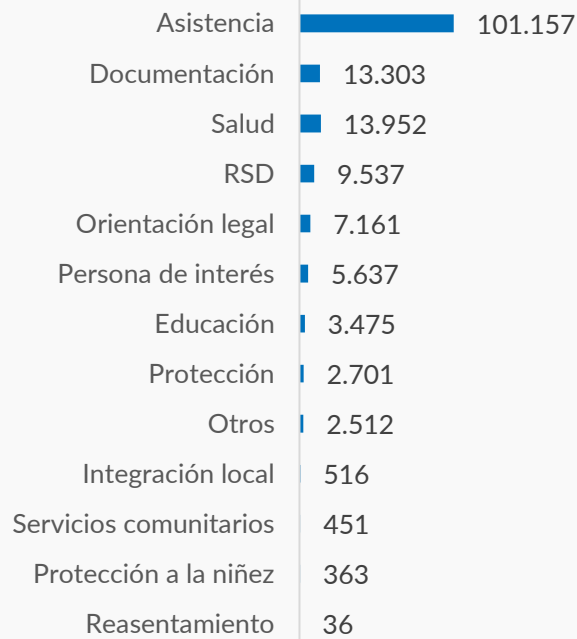 Asistencia 101.157
Documentación 13.303
Salud 13.952
RSD 9.537
Orientación legal 7.161
Persona de interés 5.637
Educación 3.475
Protección 2.701
Otros 2.512
Integración local 516
Servicios comunitarios 451
Protección a la niñez 363
Reasentamiento 36